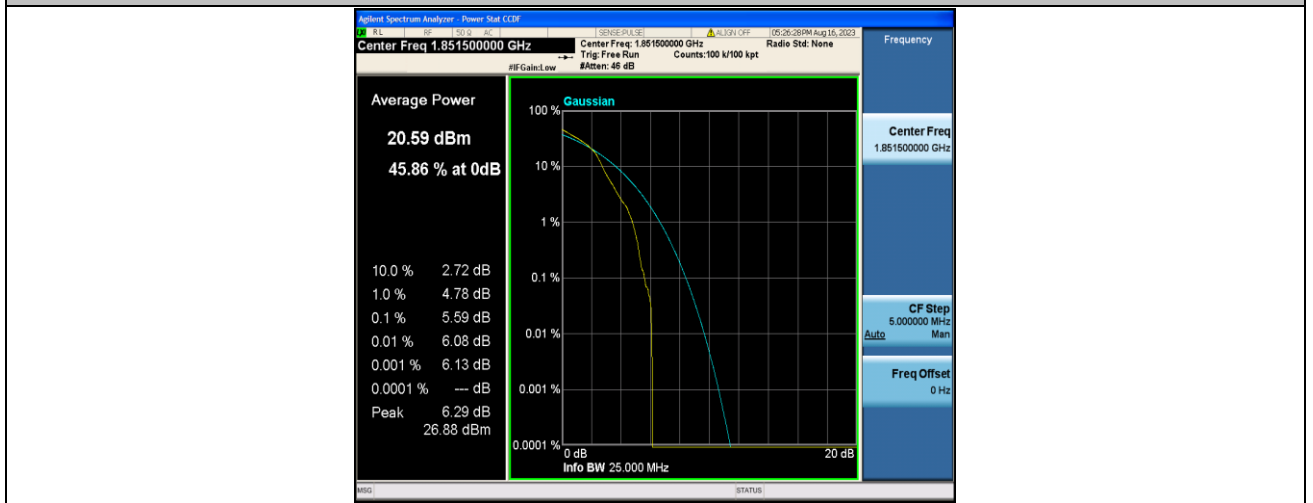 Agilent Spectrum Analyzer - Power Stat CCDF
LXI RL RF 50 Ω AC SENSE:PULSE ALIGN OFF 05:26:28PM Aug 16, 2023
Center Freq 1.851500000 GHz
Center Freq: 1.851500000 GHz Radio Std: None
Trig: Free Run Counts:100 k/100 kpt
#IFGain:Low #Atten: 46 dB
Frequency
Average Power
20.59 dBm
45.86 % at 0dB
10.0 % 2.72 dB
1.0 % 4.78 dB
0.1 % 5.59 dB
0.01 % 6.08 dB
0.001 % 6.13 dB
0.0001 % --- dB
Peak 6.29 dB
26.88 dBm
Gaussian
100 %
10 %
1 %
0.1 %
0.01 %
0.001 %
0.0001 %
0 dB 20 dB
Info BW 25.000 MHz
Center Freq
1.851500000 GHz
CF Step
5.000000 MHz
Auto Man
Freq Offset
0 Hz
MSG STATUS